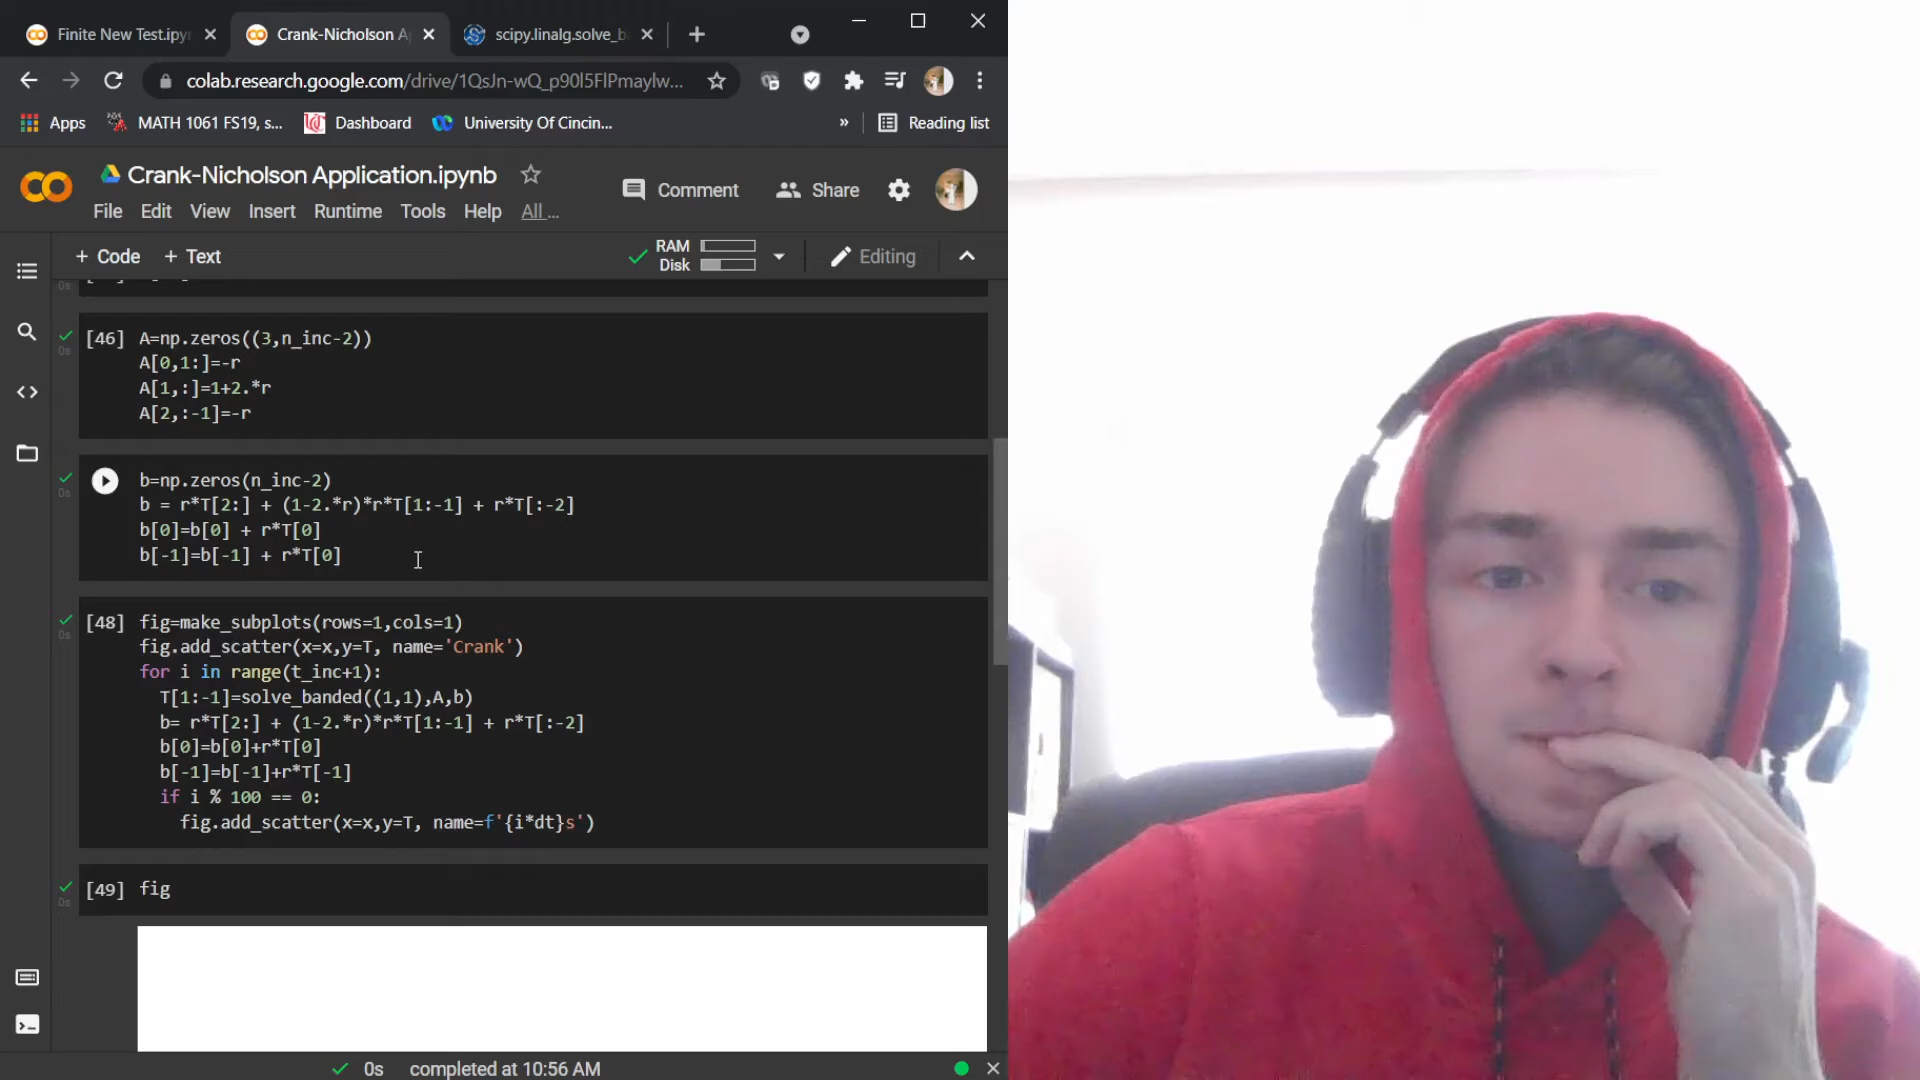 Finite New Test.ipyn
Crank-Nicholson A
scipy.linalg.solve_b
colab.research.google.com/drive/1QsJn-wQ_p90l5FlPmaylw...
Apps
MATH 1061 FS19, s...
Dashboard
University Of Cincin...
»
Reading list
Crank-Nicholson Application.ipynb
Comment
Share
File Edit View Insert Runtime Tools Help All ...
+ Code + Text
RAM
Disk
Editing
0s
[46] A=np.zeros((3,n_inc-2))
0s
A[0,1:]=-r
A[1,:]=1+2.*r
A[2,:-1]=-r
b=np.zeros(n_inc-2)
0s
b = r*T[2:] + (1-2.*r)*r*T[1:-1] + r*T[:-2]
b[0]=b[0] + r*T[0]
b[-1]=b[-1] + r*T[0]
[48] fig=make_subplots(rows=1,cols=1)
0s
fig.add_scatter(x=x,y=T, name='Crank')
for i in range(t_inc+1):
T[1:-1]=solve_banded((1,1),A,b)
b= r*T[2:] + (1-2.*r)*r*T[1:-1] + r*T[:-2]
b[0]=b[0]+r*T[0]
b[-1]=b[-1]+r*T[-1]
if i % 100 == 0:
fig.add_scatter(x=x,y=T, name=f'{i*dt}s')
[49] fig
0s
0s completed at 10:56 AM